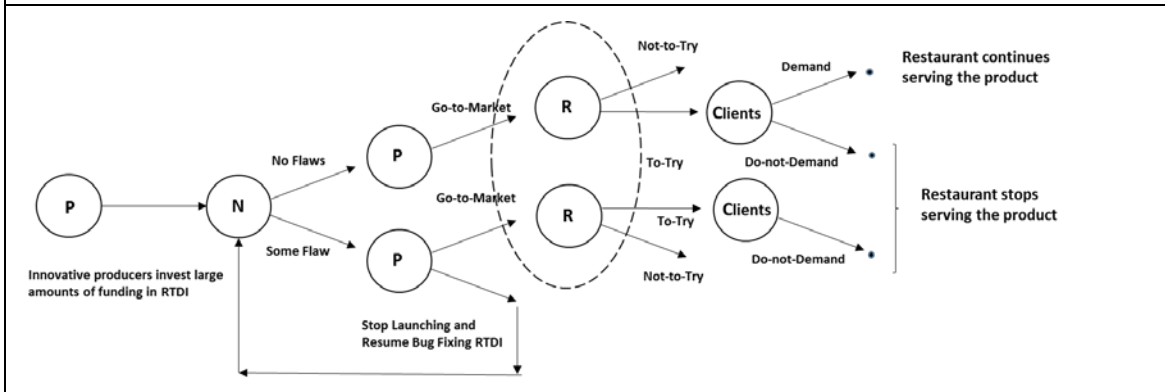 Not-to-Try
Demand
Restaurant continues
serving the product
Go-to-Market
R
Clients
No Flaws
P
To-Try
Do-not-Demand
P
N
Go-to-Market
R
Clients
Restaurant stops
serving the product
To-Try
Some Flaw
P
Do-not-Demand
Not-to-Try
Innovative producers invest large
amounts of funding in RTDI
Stop Launching and
Resume Bug Fixing RTDI